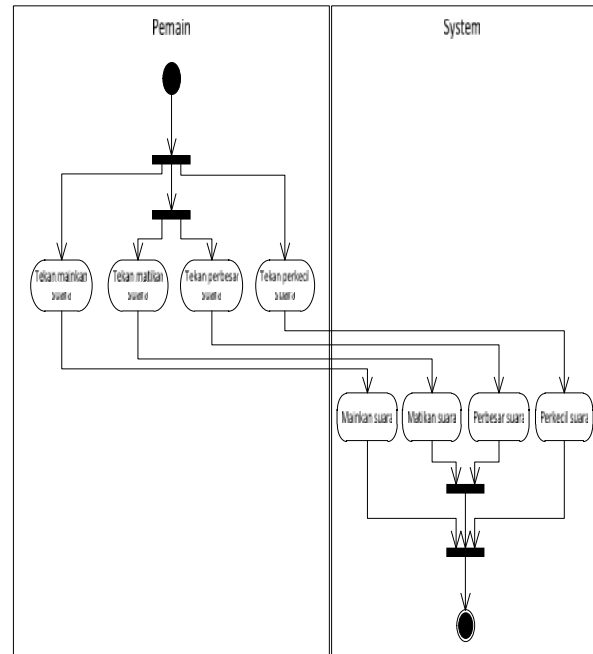 Pemain
System
Tekan mainkan
Tekan matikan
Tekan perbesar
Tekan perkecil
Mainkan suara
Matikan suara
Perbesar suara
Perkecil suara